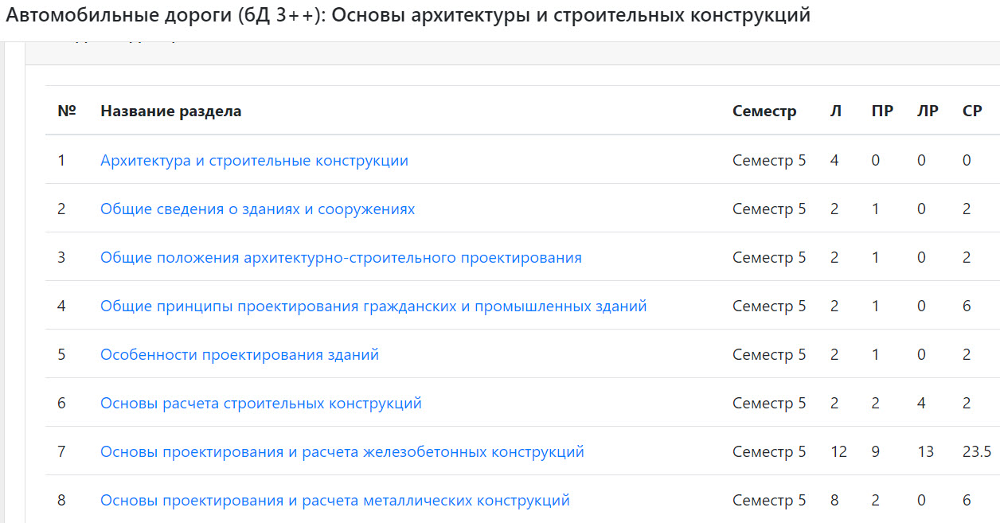 Автомобильные дороги (бД 3++): Основы архитектуры и строительных конструкций
№ Название раздела Семестр Л ПР ЛР СР
1 Архитектура и строительные конструкции Семестр 5 4 0 0 0
2 Общие сведения о зданиях и сооружениях Семестр 5 2 1 0 2
3 Общие положения архитектурно-строительного проектирования Семестр 5 2 1 0 2
4 Общие принципы проектирования гражданских и промышленных зданий Семестр 5 2 1 0 6
5 Особенности проектирования зданий Семестр 5 2 1 0 2
6 Основы расчета строительных конструкций Семестр 5 2 2 4 2
7 Основы проектирования и расчета железобетонных конструкций Семестр 5 12 9 13 23.5
8 Основы проектирования и расчета металлических конструкций Семестр 5 8 2 0 6